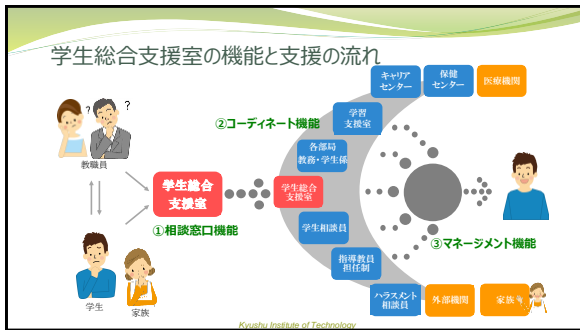 学生総合支援室の機能と支援の流れ
キャリア
センター
保健
センター
医療機関
学習
支援室
②コーディネート機能
各部局
教務・学生係
?
?
教職員
学生総合
支援室
学生総合
支援室
①相談窓口機能
学生相談員
③マネージメント機能
指導教員
担任制
ハラスメント
相談員
外部機関
家族
学生
家族
Kyushu Institute of Technology